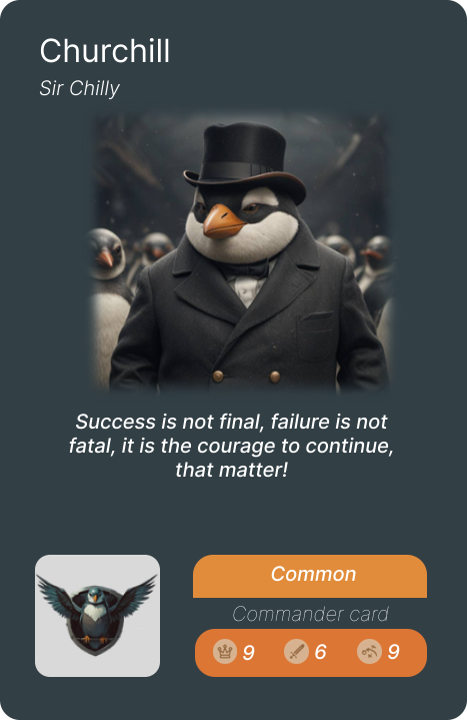 Churchill
Sir Chilly
Success is not final, failure is not
fatal, it is the courage to continue,
that matter!
Common
Commander card
9 6 9